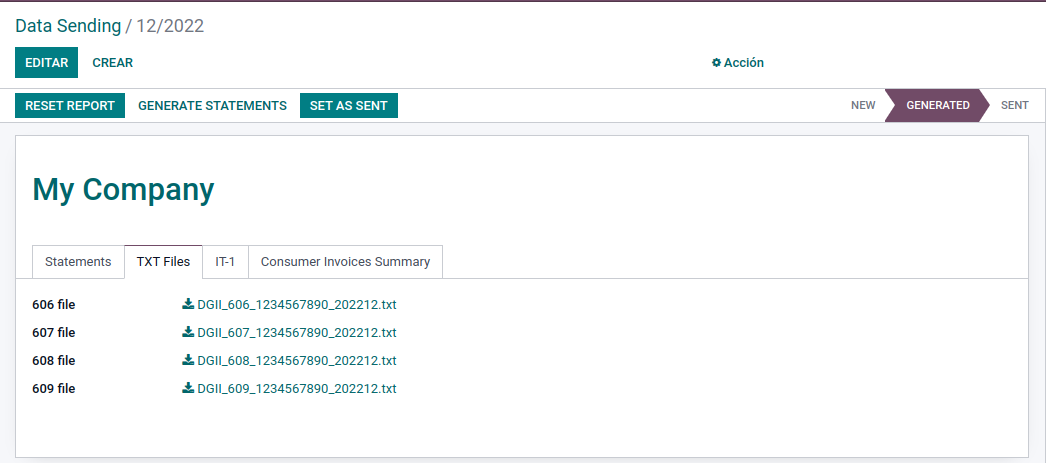 Data Sending / 12/2022
EDITAR CREAR Acción
RESET REPORT GENERATE STATEMENTS SET AS SENT NEW GENERATED SENT
My Company
Statements TXT Files IT-1 Consumer Invoices Summary
606 file DGII_606_1234567890_202212.txt
607 file DGII_607_1234567890_202212.txt
608 file DGII_608_1234567890_202212.txt
609 file DGII_609_1234567890_202212.txt